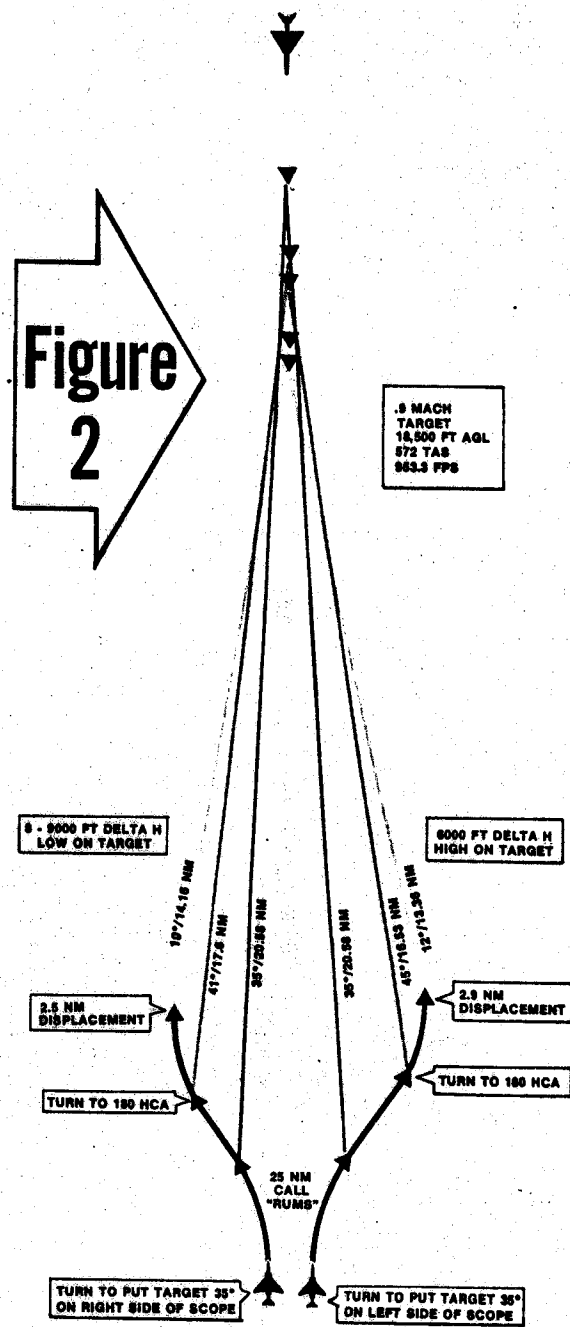 Figure
2
.9 MACH
TARGET
18,500 FT AGL
572 TAS
963.3 FPS
8 - 9000 FT DELTA H
LOW ON TARGET
6000 FT DELTA H
HIGH ON TARGET
10°/14.15 NM
41°/17.6 NM
35°/20.58 NM
35°/20.58 NM
45°/16.53 NM
12°/13.36 NM
2.5 NM
DISPLACEMENT
2.9 NM
DISPLACEMENT
TURN TO 180 HCA
TURN TO 180 HCA
25 NM
CALL
"RUMS"
TURN TO PUT TARGET 35°
ON RIGHT SIDE OF SCOPE
TURN TO PUT TARGET 35°
ON LEFT SIDE OF SCOPE